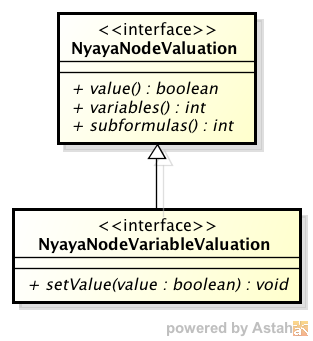 <<interface>>
NyayaNodeValuation
+ value() : boolean
+ variables() : int
+ subformulas() : int
<<interface>>
NyayaNodeVariableValuation
+ setValue(value : boolean) : void
powered by Astah